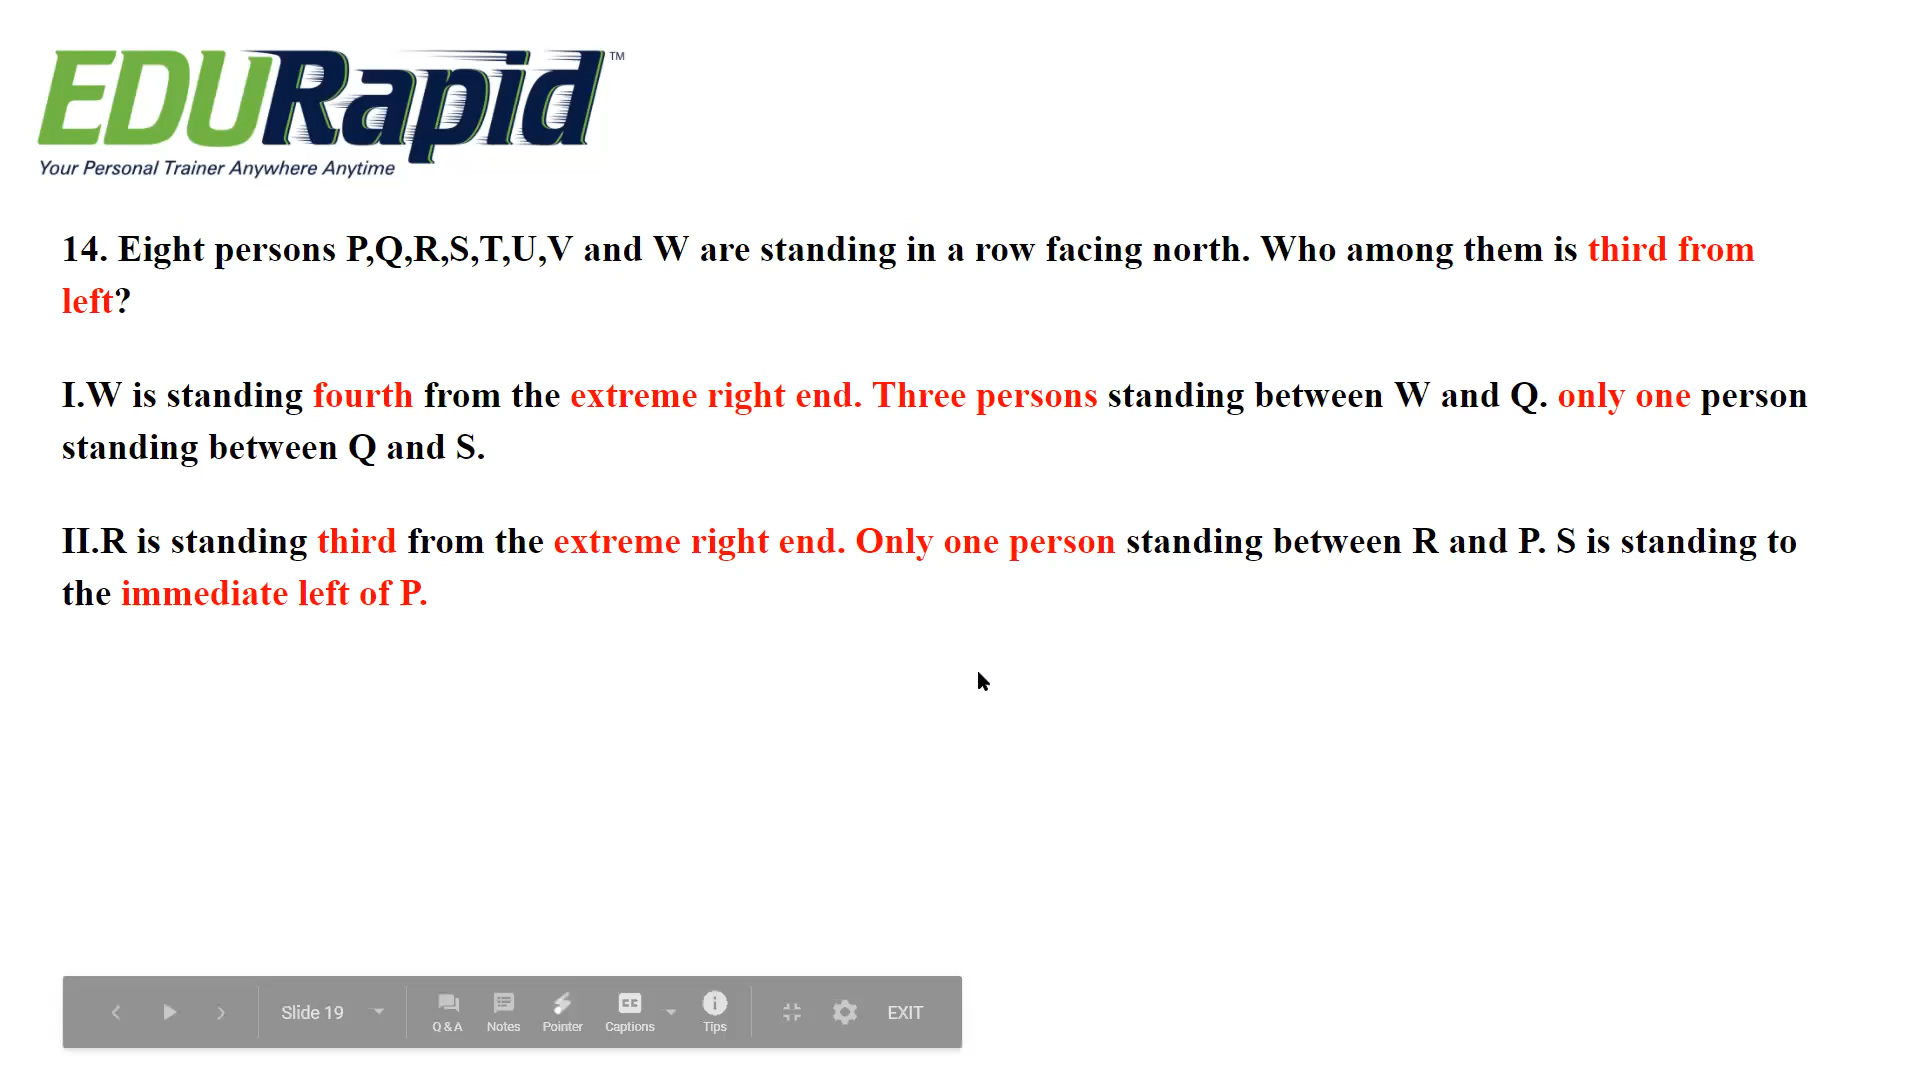 EDURapid™
Your Personal Trainer Anywhere Anytime
14. Eight persons P,Q,R,S,T,U,V and W are standing in a row facing north. Who among them is third from
left?
I.W is standing fourth from the extreme right end. Three persons standing between W and Q. only one person
standing between Q and S.
II.R is standing third from the extreme right end. Only one person standing between R and P. S is standing to
the immediate left of P.
Slide 19 Q & A Notes Pointer Captions Tips EXIT